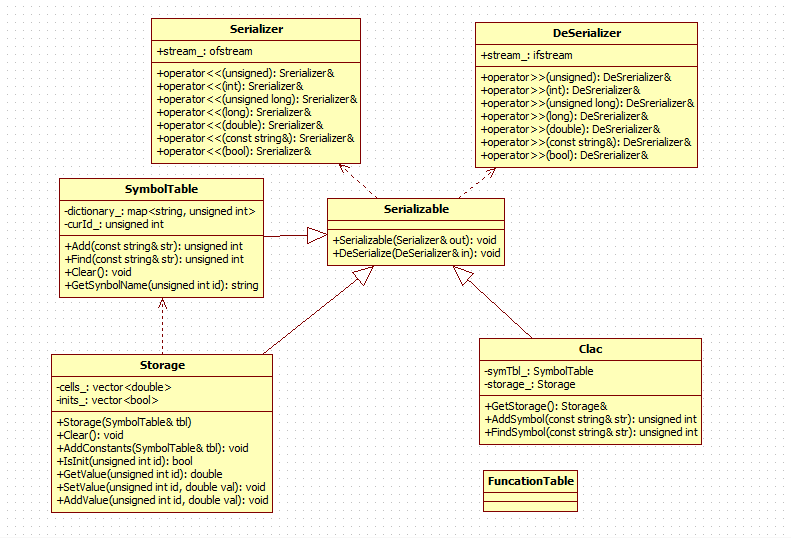 Serializer
+stream_: ofstream
+operator<<(unsigned): Srerializer&
+operator<<(int): Srerializer&
+operator<<(unsigned long): Srerializer&
+operator<<(long): Srerializer&
+operator<<(double): Srerializer&
+operator<<(const string&): Srerializer&
+operator<<(bool): Srerializer&
DeSerializer
+stream_: ifstream
+operator>>(unsigned): DeSrerializer&
+operator>>(int): DeSrerializer&
+operator>>(unsigned long): DeSrerializer&
+operator>>(long): DeSrerializer&
+operator>>(double): DeSrerializer&
+operator>>(const string&): DeSrerializer&
+operator>>(bool): DeSrerializer&
SymbolTable
-dictionary_: map<string, unsigned int>
-curId_: unsigned int
+Add(const string& str): unsigned int
+Find(const string& str): unsigned int
+Clear(): void
+GetSynbolName(unsigned int id): string
Serializable
+Serializable(Serializer& out): void
+DeSerialize(DeSerializer& in): void
Storage
-cells_: vector<double>
-inits_: vector<bool>
+Storage(SymbolTable& tbl)
+Clear(): void
+AddConstants(SymbolTable& tbl): void
+IsInit(unsigned int id): bool
+GetValue(unsigned int id): double
+SetValue(unsigned int id, double val): void
+AddValue(unsigned int id, double val): void
Clac
-symTbl_: SymbolTable
-storage_: Storage
+GetStorage(): Storage&
+AddSymbol(const string& str): unsigned int
+FindSymbol(const string& str): unsigned int
FuncationTable